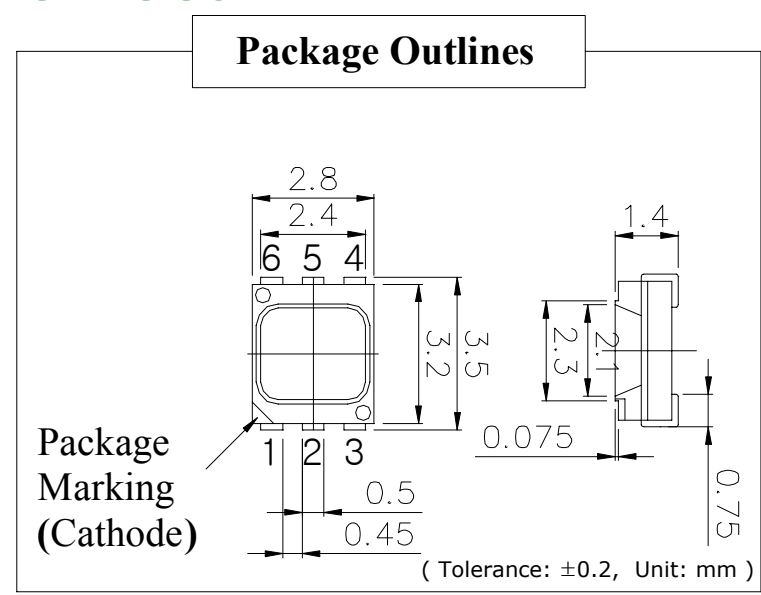 Package Outlines
2.8
2.4
1.4
6 5 4
3.2
3.5
2.3
2.1
0.075
0.75
Package
Marking
(Cathode)
1 2 3
0.5
0.45
( Tolerance: ±0.2, Unit: mm )